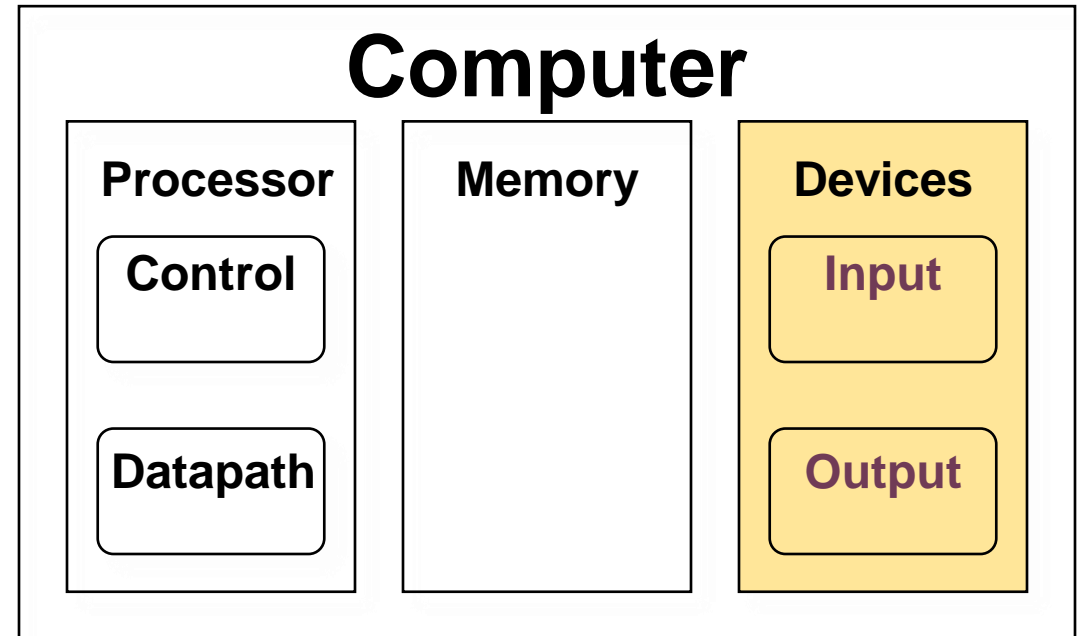 Computer
Processor
Control
Datapath
Memory
Devices
Input
Output